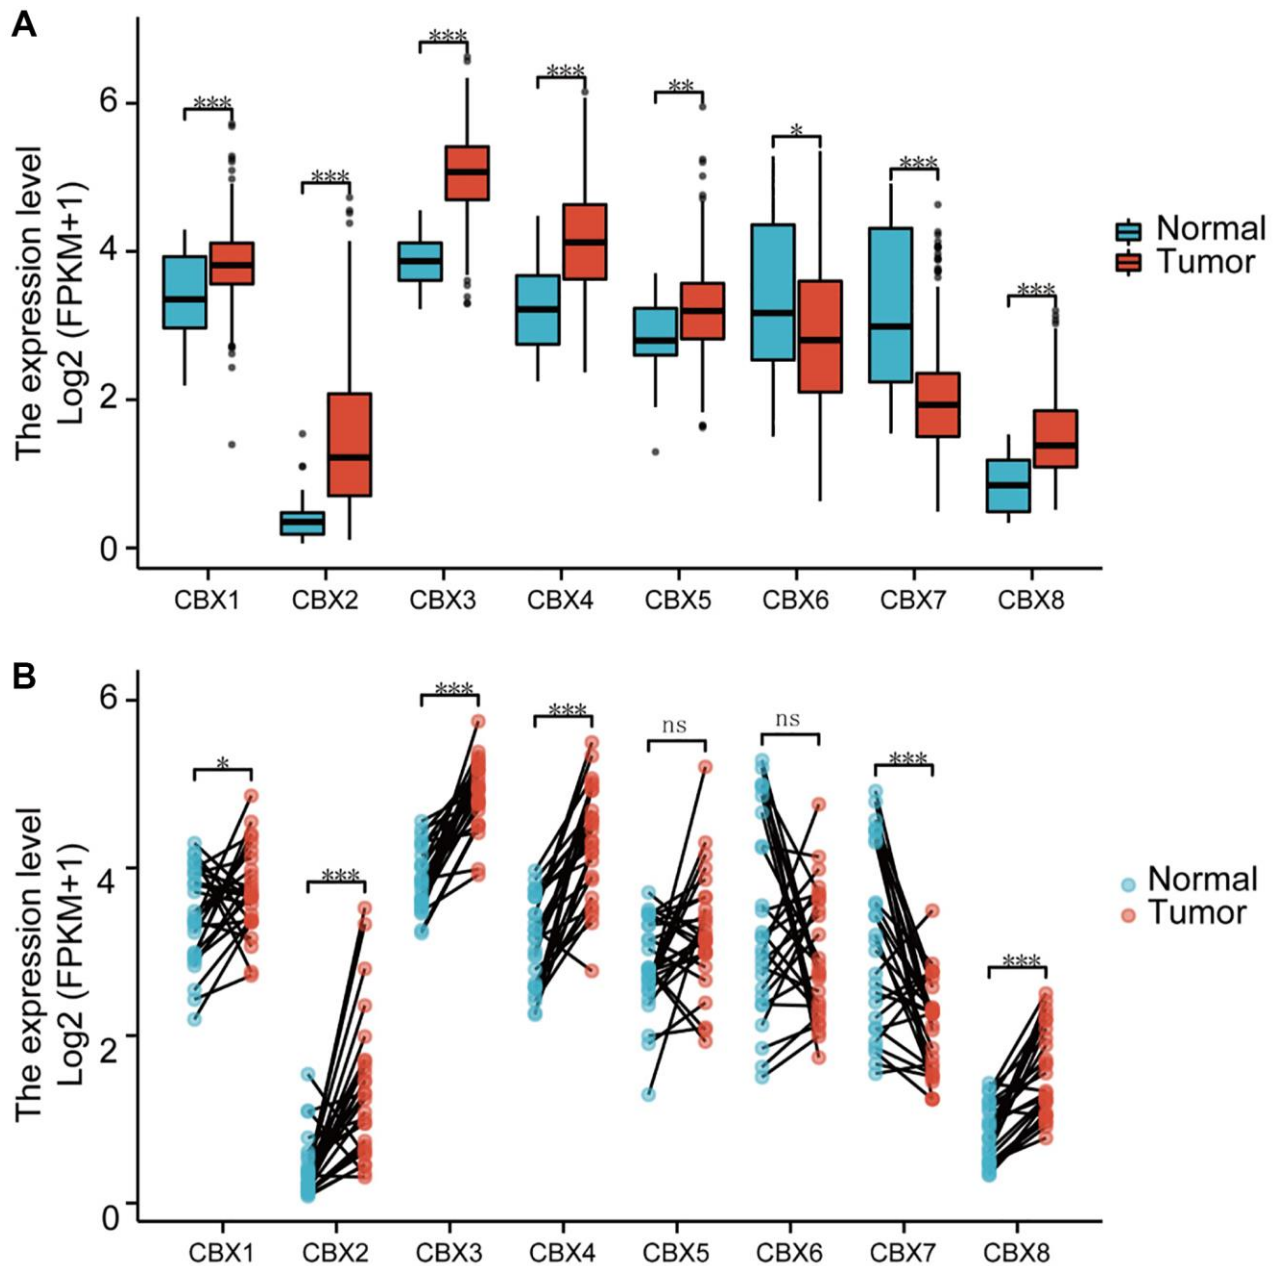 A
The expression level
Log2 (FPKM+1)
6
4
2
0
***
***
***
***
**
*
***
***
CBX1 CBX2 CBX3 CBX4 CBX5 CBX6 CBX7 CBX8
Normal
Tumor
B
The expression level
Log2 (FPKM+1)
6
4
2
0
*
***
***
***
ns
ns
***
***
CBX1 CBX2 CBX3 CBX4 CBX5 CBX6 CBX7 CBX8
Normal
Tumor